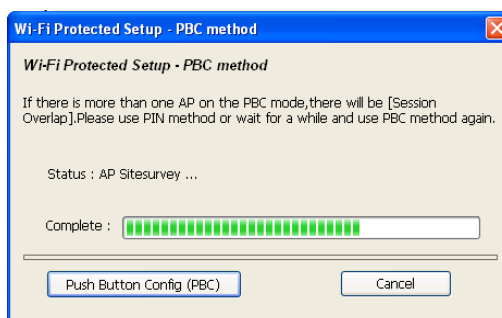 Wi-Fi Protected Setup - PBC method
Wi-Fi Protected Setup - PBC method
If there is more than one AP on the PBC mode,there will be [Session
Overlap].Please use PIN method or wait for a while and use PBC method again.
Status : AP Sitesurvey ...
Complete :
Push Button Config (PBC)
Cancel